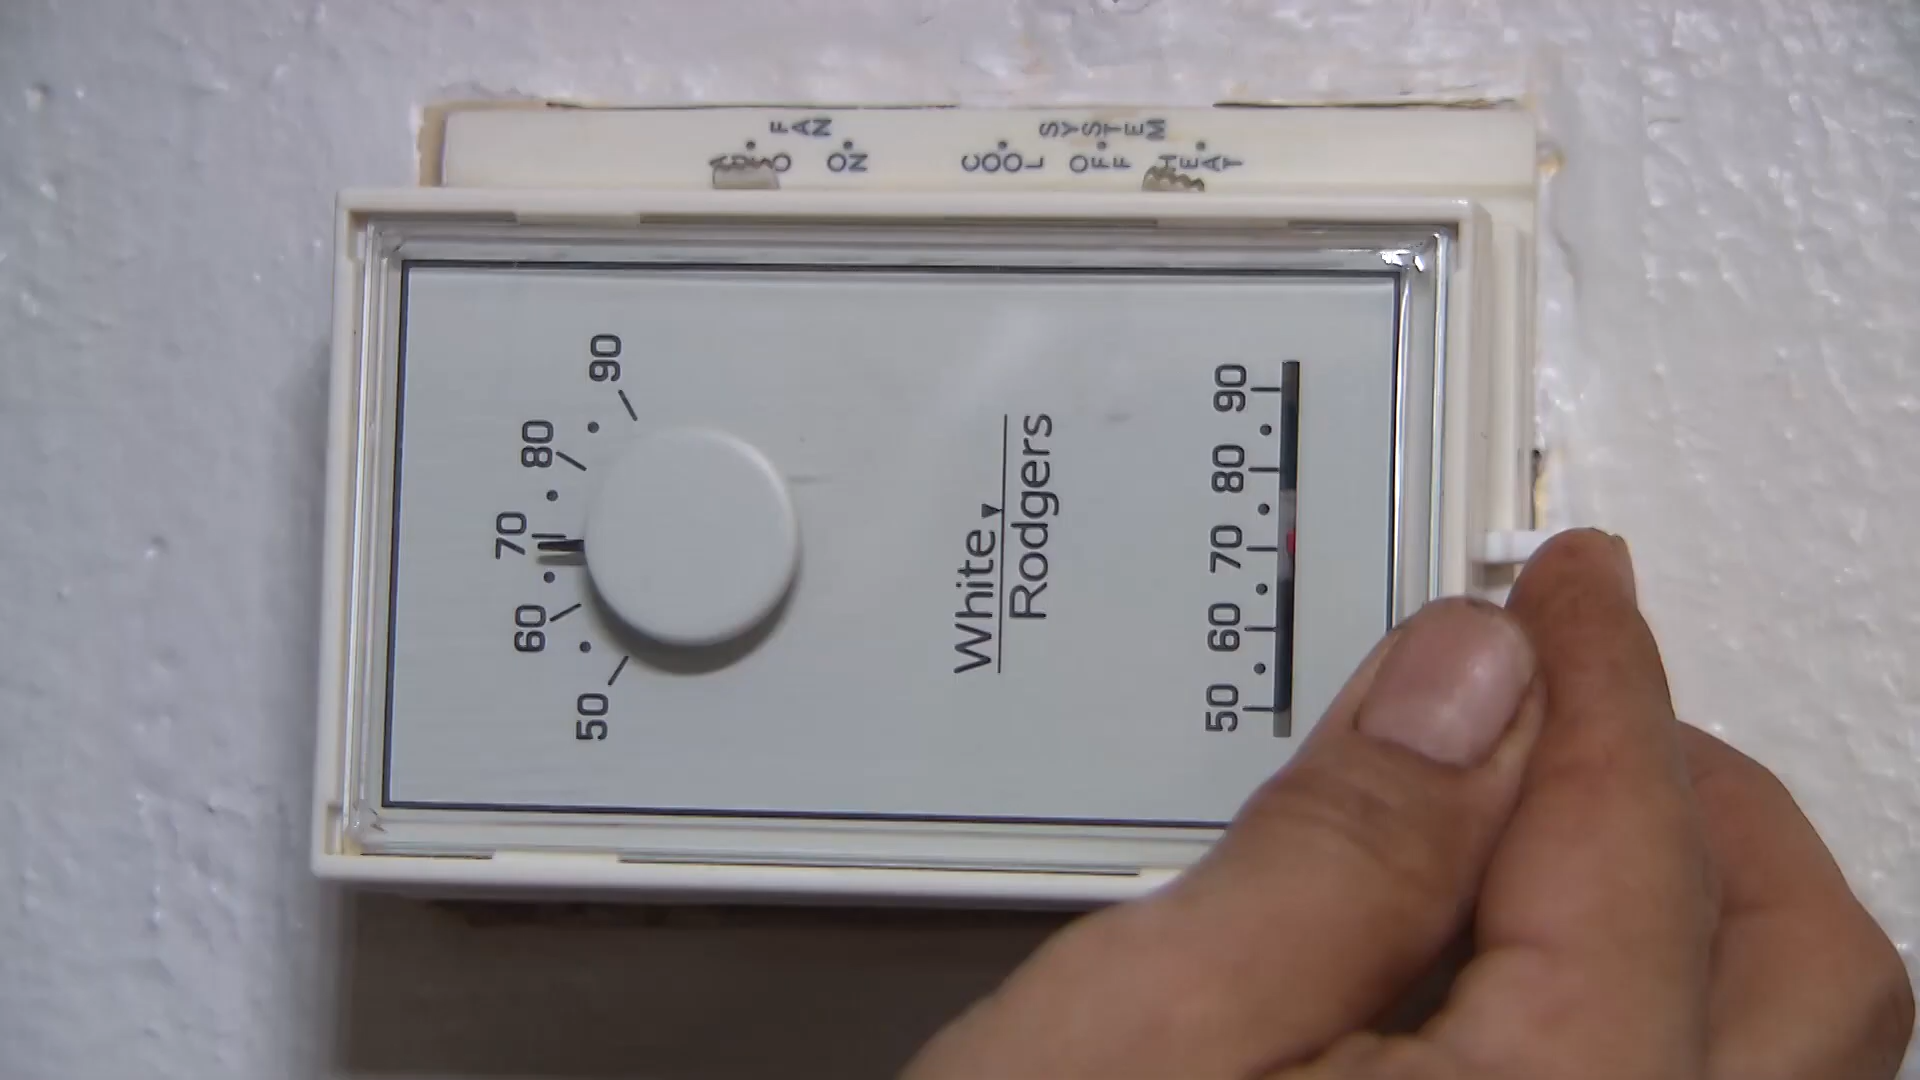 FAN
AUTO ON
SYSTEM
COOL OFF HEAT
50 60 70 80 90
White
Rodgers
50 60 70 80 90